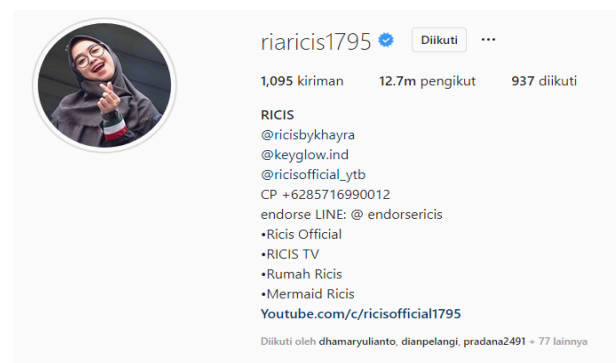 riaricis1795 Diikuti •••
1,095 kiriman 12.7m pengikut 937 diikuti
RICIS
@ricisbykhayra
@keyglow.ind
@ricisofficial_ytb
CP +6285716990012
endorse LINE: @ endorsericis
•Ricis Official
•RICIS TV
•Rumah Ricis
•Mermaid Ricis
Youtube.com/c/ricisofficial1795
Diikuti oleh dhamaryulianto, dianpelangi, pradana2491 + 77 lainnya